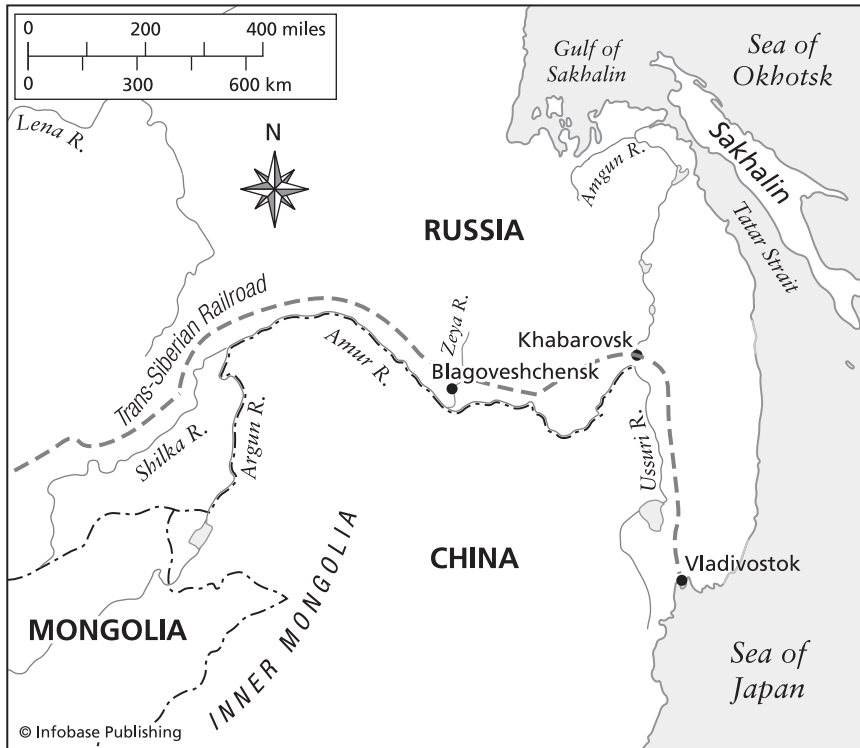 0 200 400 miles
0 300 600 km
Gulf of
Sakhalin
Sea of
Okhotsk
Lena R.
N
Sakhalin
Amgun R.
RUSSIA
Tatar Strait
Trans-Siberian Railroad
Zeya R.
Khabarovsk
Amur R.
Blagoveshchensk
Shilka R.
Argun R.
Ussuri R.
CHINA
Vladivostok
INNER MONGOLIA
MONGOLIA
Sea of
Japan
© Infobase Publishing